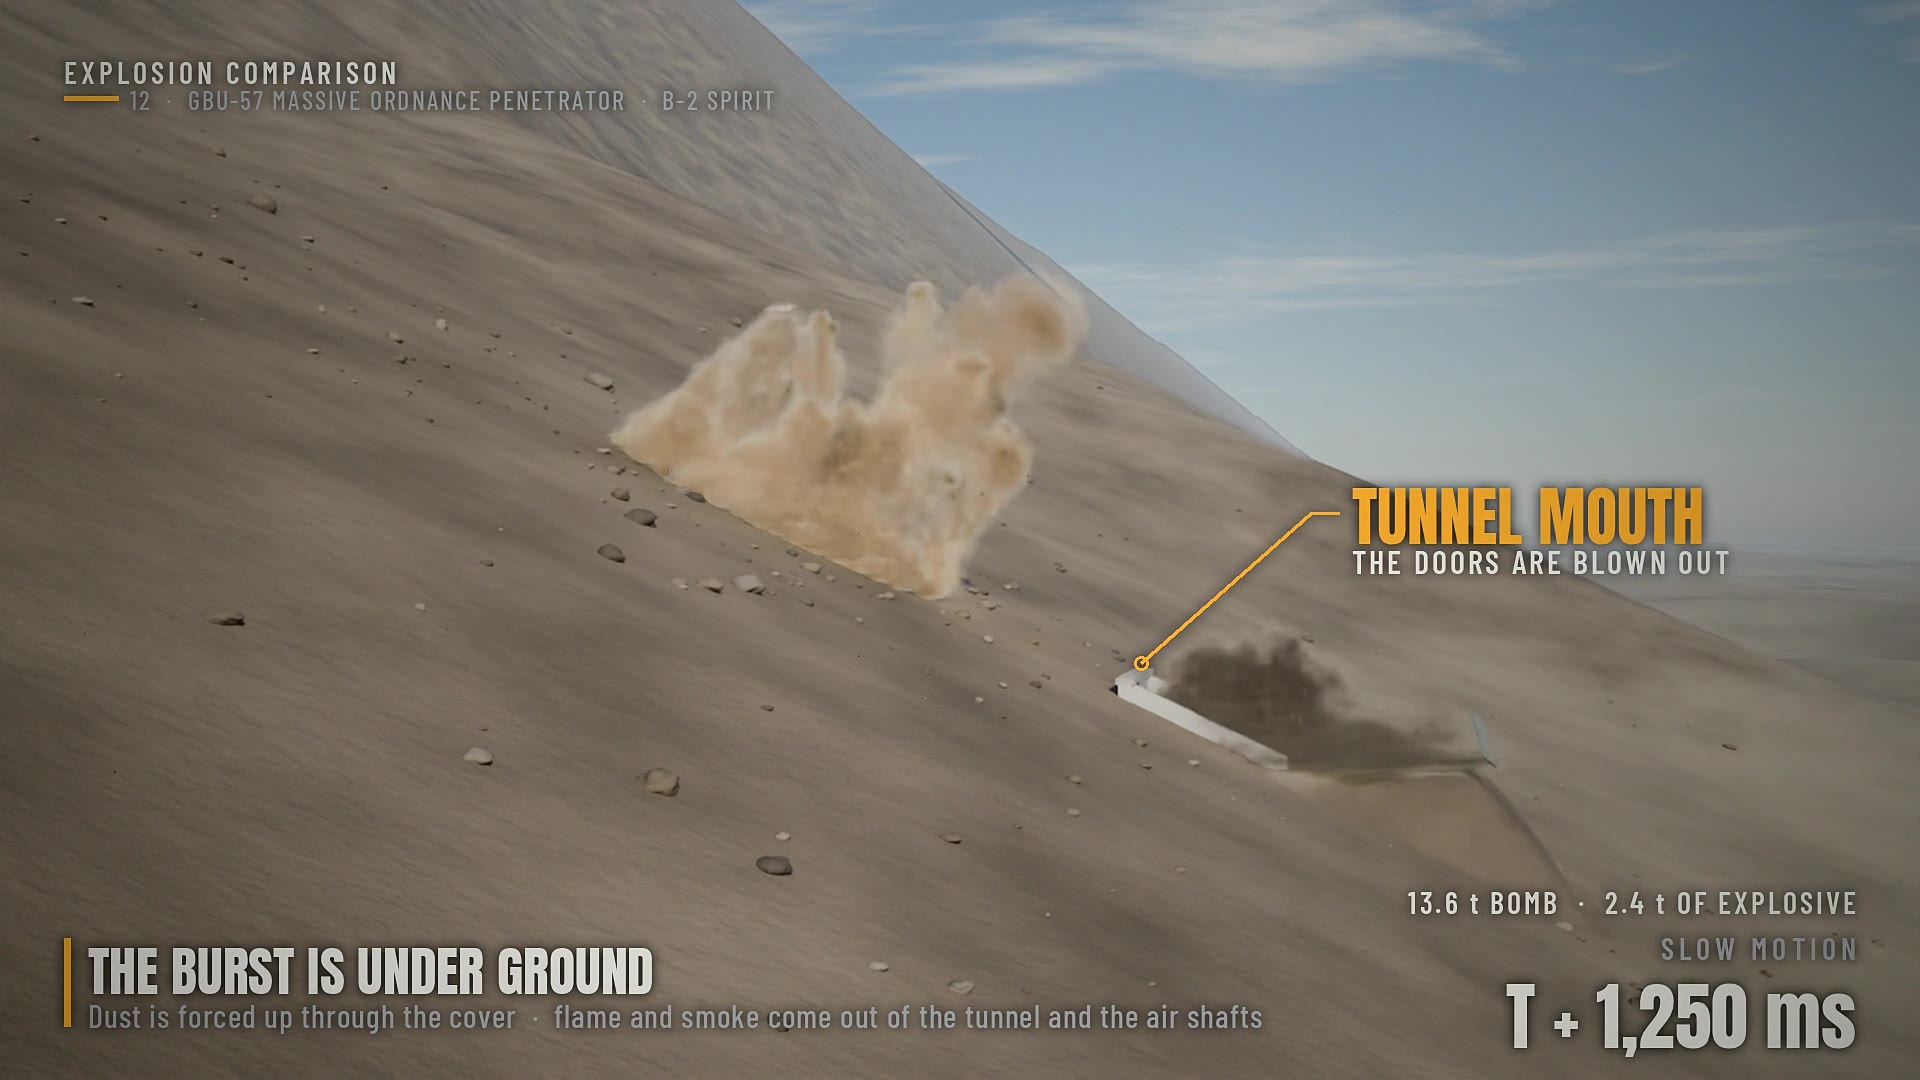 EXPLOSION COMPARISON
12 · GBU-57 MASSIVE ORDNANCE PENETRATOR · B-2 SPIRIT
TUNNEL MOUTH
THE DOORS ARE BLOWN OUT
13.6 t BOMB · 2.4 t OF EXPLOSIVE
SLOW MOTION
T + 1,250 ms
THE BURST IS UNDER GROUND
Dust is forced up through the cover · flame and smoke come out of the tunnel and the air shafts